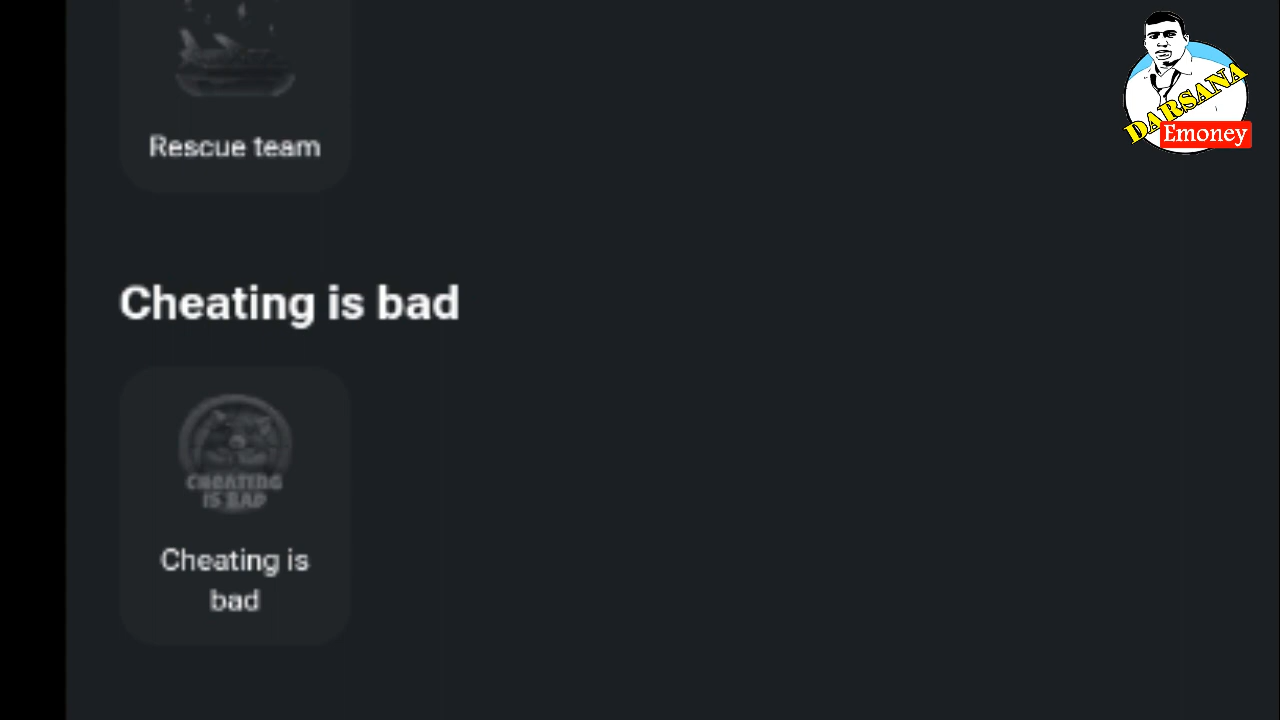 DARSANA
Emoney
Rescue team
Cheating is bad
CHEATING
IS BAD
Cheating is
bad